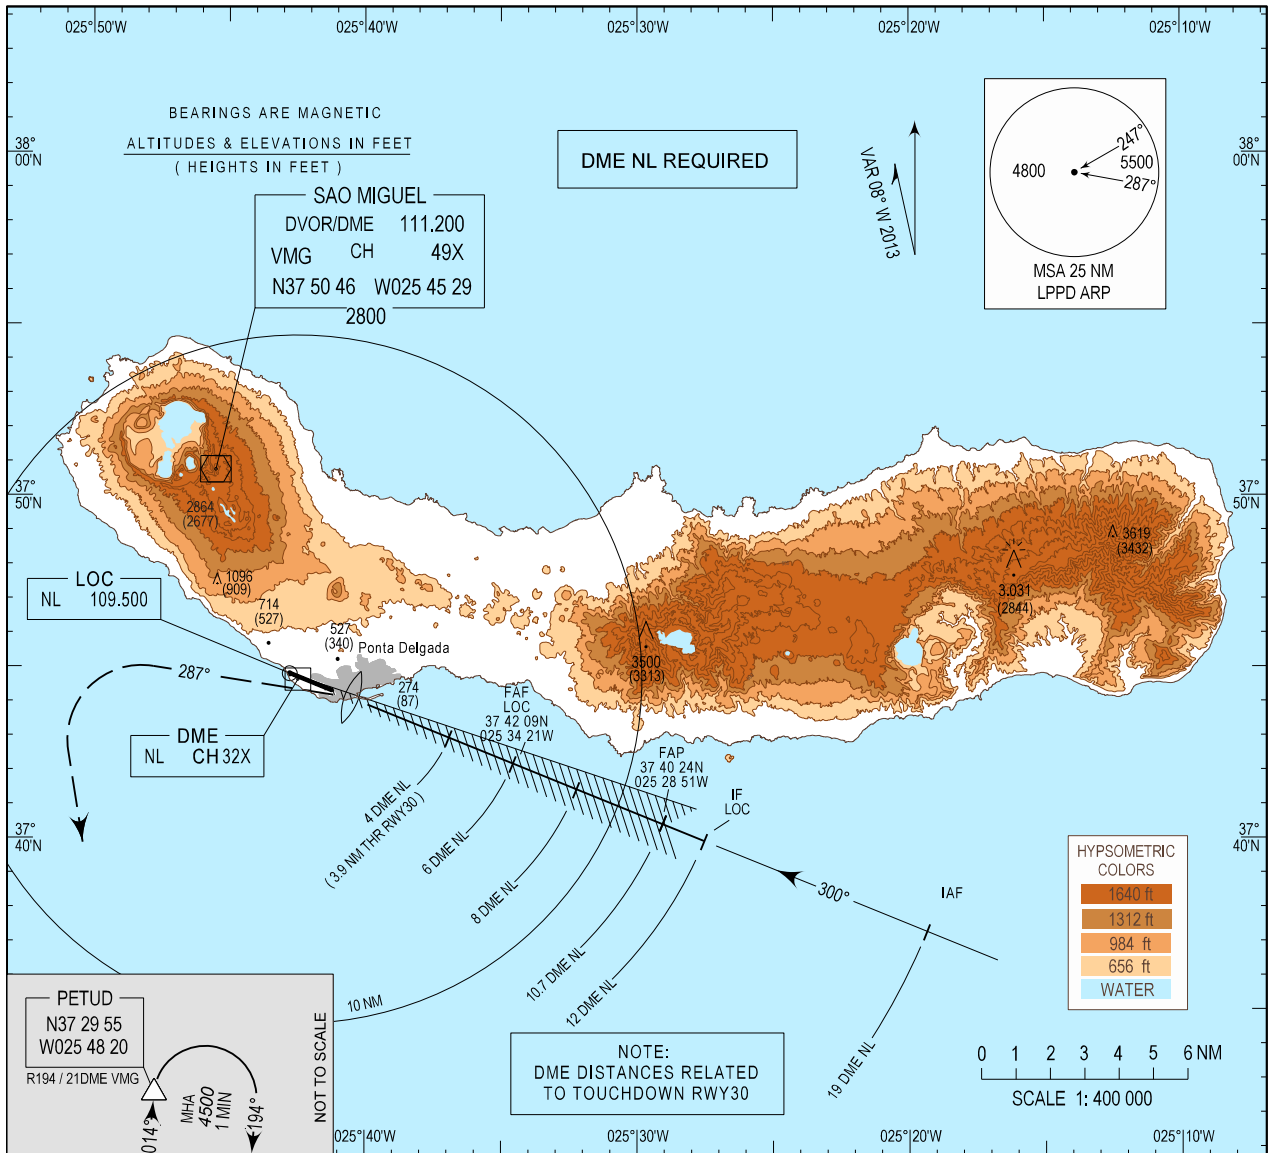 025°50'W
025°40'W
025°30'W
025°20'W
025°10'W
38°
00'N
38°
00'N
BEARINGS ARE MAGNETIC
ALTITUDES & ELEVATIONS IN FEET
( HEIGHTS IN FEET )
DME NL REQUIRED
VAR 08° W 2013
4800
247°
5500
287°
MSA 25 NM
LPPD ARP
SAO MIGUEL
DVOR/DME 111.200
VMG CH 49X
N37 50 46 W025 45 29
2800
37°
50'N
37°
50'N
2864
(2677)
1096
(909)
714
(527)
527
(340)
Ponta Delgada
274
(87)
3500
(3313)
3.031
(2844)
3619
(3432)
LOC
NL 109.500
287°
DME
NL CH 32X
FAF
LOC
37 42 09N
025 34 21W
FAP
37 40 24N
025 28 51W
IF
LOC
IAF
300°
4 DME NL
( 3.9 NM THR RWY30 )
6 DME NL
8 DME NL
10.7 DME NL
12 DME NL
19 DME NL
10 NM
37°
40'N
37°
40'N
HYPSOMETRIC
COLORS
1640 ft
1312 ft
984 ft
656 ft
WATER
PETUD
N37 29 55
W025 48 20
R194 / 21DME VMG
014°
MHA
4500
1 MIN
194°
NOT TO SCALE
NOTE:
DME DISTANCES RELATED
TO TOUCHDOWN RWY30
0 1 2 3 4 5 6 NM
SCALE 1: 400 000
025°40'W
025°30'W
025°20'W
025°10'W